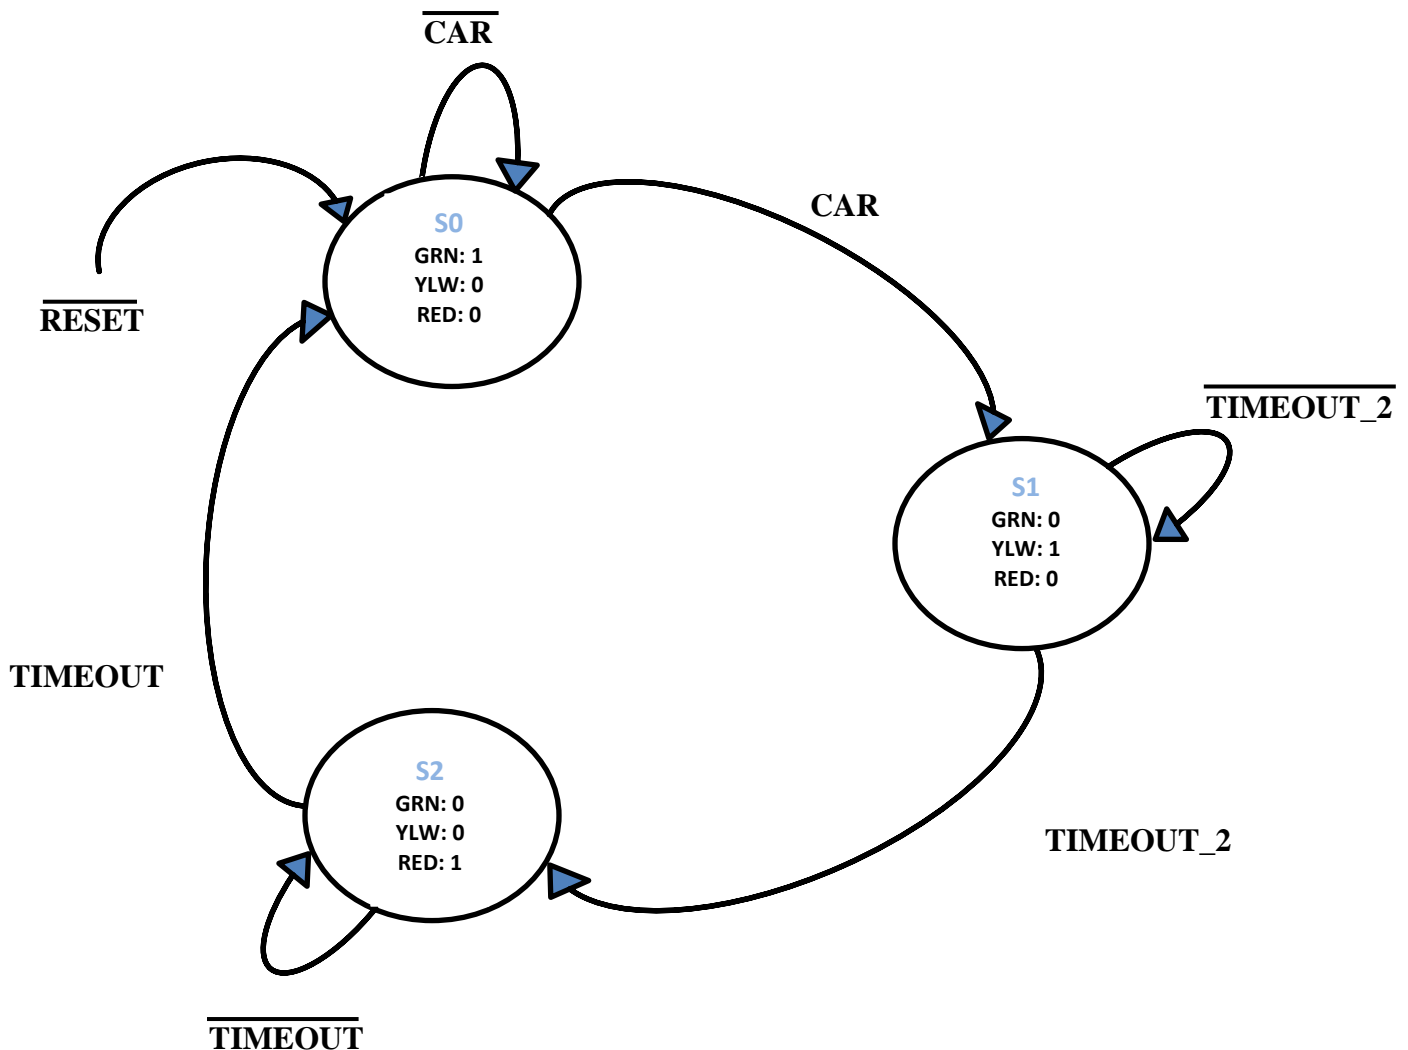 CAR
CAR
S0
GRN: 1
YLW: 0
RED: 0
RESET
TIMEOUT_2
S1
GRN: 0
YLW: 1
RED: 0
TIMEOUT
S2
GRN: 0
YLW: 0
RED: 1
TIMEOUT_2
TIMEOUT